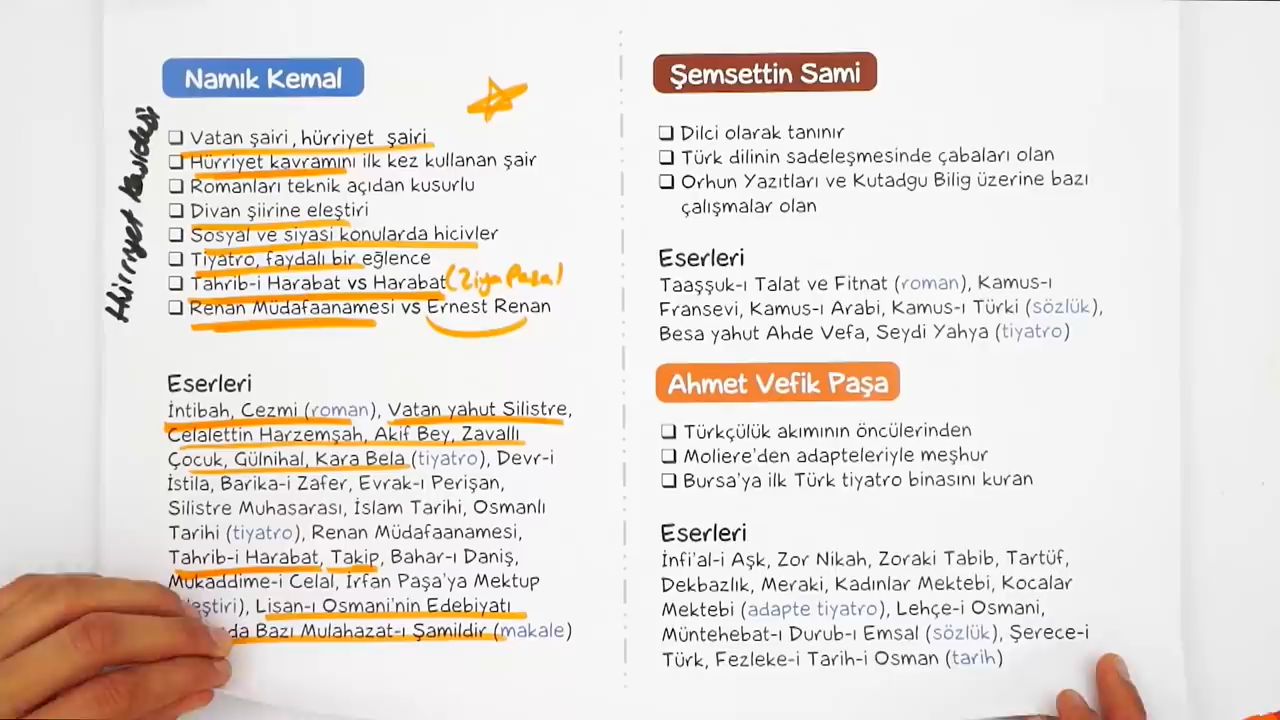 Namık Kemal
Hürriyet Kasidesi
❑ Vatan şairi, hürriyet şairi
❑ Hürriyet kavramını ilk kez kullanan şair
❑ Romanları teknik açıdan kusurlu
❑ Divan şiirine eleştiri
❑ Sosyal ve siyasi konularda hicivler
❑ Tiyatro, faydalı bir eğlence
❑ Tahrib-i Harabat vs Harabat (Ziya Paşa)
❑ Renan Müdafaanamesi vs Ernest Renan
Eserleri
İntibah, Cezmi (roman), Vatan yahut Silistre,
Celalettin Harzemşah, Akif Bey, Zavallı
Çocuk, Gülnihal, Kara Bela (tiyatro), Devr-i
İstila, Barika-i Zafer, Evrak-ı Perişan,
Silistre Muhasarası, İslam Tarihi, Osmanlı
Tarihi (tiyatro), Renan Müdafaanamesi,
Tahrib-i Harabat, Takip, Bahar-ı Daniş,
Mukaddime-i Celal, İrfan Paşa'ya Mektup
eştiri), Lisan-ı Osmani'nin Edebiyatı
da Bazı Mulahazat-ı Şamildir (makale)
Şemsettin Sami
❑ Dilci olarak tanınır
❑ Türk dilinin sadeleşmesinde çabaları olan
❑ Orhun Yazıtları ve Kutadgu Bilig üzerine bazı
çalışmalar olan
Eserleri
Taaşşuk-ı Talat ve Fitnat (roman), Kamus-ı
Fransevi, Kamus-ı Arabi, Kamus-ı Türki (sözlük),
Besa yahut Ahde Vefa, Seydi Yahya (tiyatro)
Ahmet Vefik Paşa
❑ Türkçülük akımının öncülerinden
❑ Moliere'den adapteleriyle meşhur
❑ Bursa'ya ilk Türk tiyatro binasını kuran
Eserleri
İnfi'al-i Aşk, Zor Nikah, Zoraki Tabib, Tartüf,
Dekbazlık, Meraki, Kadınlar Mektebi, Kocalar
Mektebi (adapte tiyatro), Lehçe-i Osmani,
Müntehebat-ı Durub-ı Emsal (sözlük), Şerece-i
Türk, Fezleke-i Tarih-i Osman (tarih)